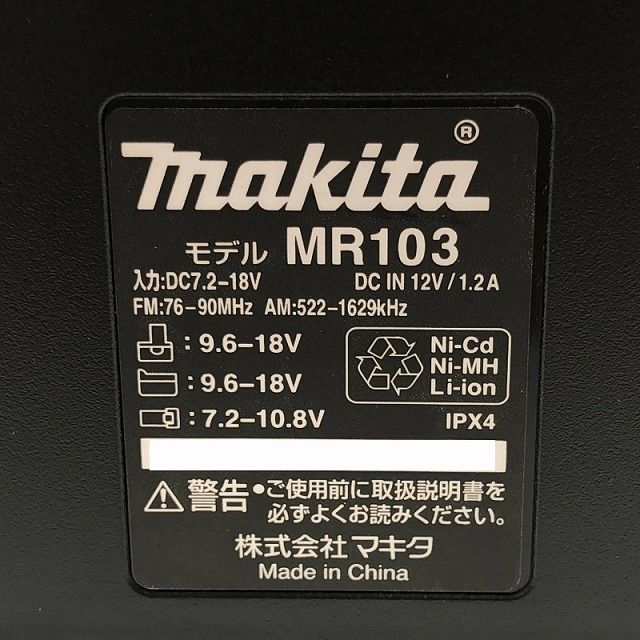 makita®
モデル MR103
入力:DC7.2-18V DC IN 12V/1.2A
FM:76-90MHz AM:522-1629kHz
: 9.6-18V
: 9.6-18V
: 7.2-10.8V
Ni-Cd
Ni-MH
Li-ion
IPX4
警告 •ご使用前に取扱説明書を
必ずよくお読みください。
株式会社マキタ
Made in China